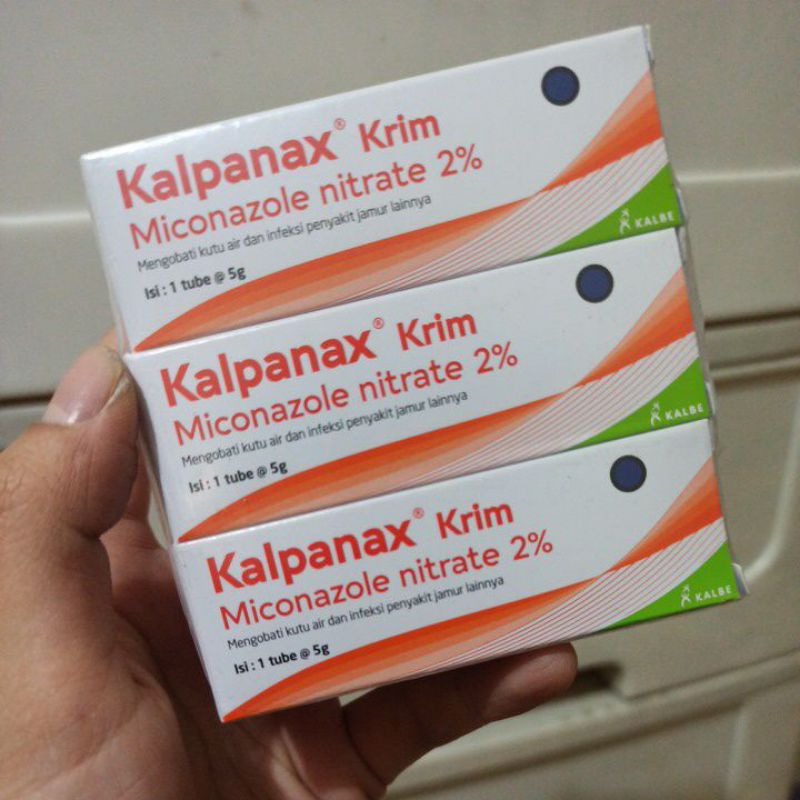 Kalpanax® Krim
Miconazole nitrate 2%
Mengobati kutu air dan infeksi penyakit jamur lainnya
Isi : 1 tube @ 5g
KALBE
Kalpanax® Krim
Miconazole nitrate 2%
Mengobati kutu air dan infeksi penyakit jamur lainnya
Isi : 1 tube @ 5g
KALBE
Kalpanax® Krim
Miconazole nitrate 2%
Mengobati kutu air dan infeksi penyakit jamur lainnya
Isi : 1 tube @ 5g
KALBE